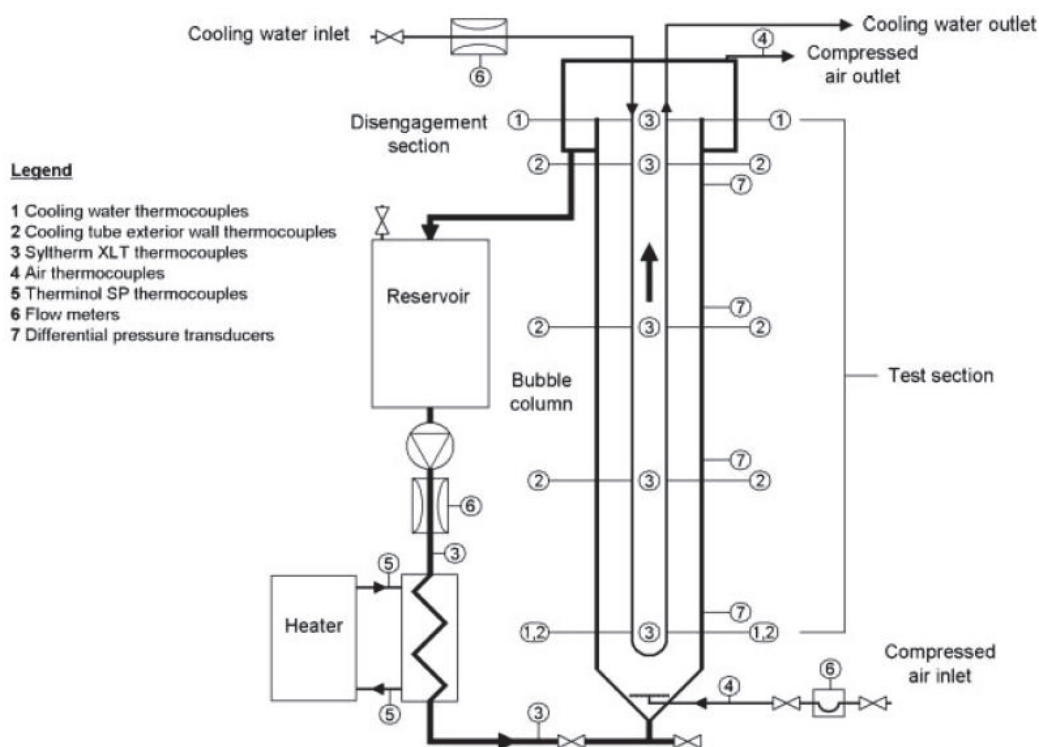 Cooling water inlet
6
Cooling water outlet
4
Compressed
air outlet
Disengagement
section
1
3
1
2
3
2
7
Legend
1 Cooling water thermocouples
2 Cooling tube exterior wall thermocouples
3 Syltherm XLT thermocouples
4 Air thermocouples
5 Therminol SP thermocouples
6 Flow meters
7 Differential pressure transducers
Reservoir
7
2
3
2
Bubble
column
Test section
7
2
3
2
6
3
5
Heater
5
7
1,2
3
1,2
Compressed
air inlet
6
4
3